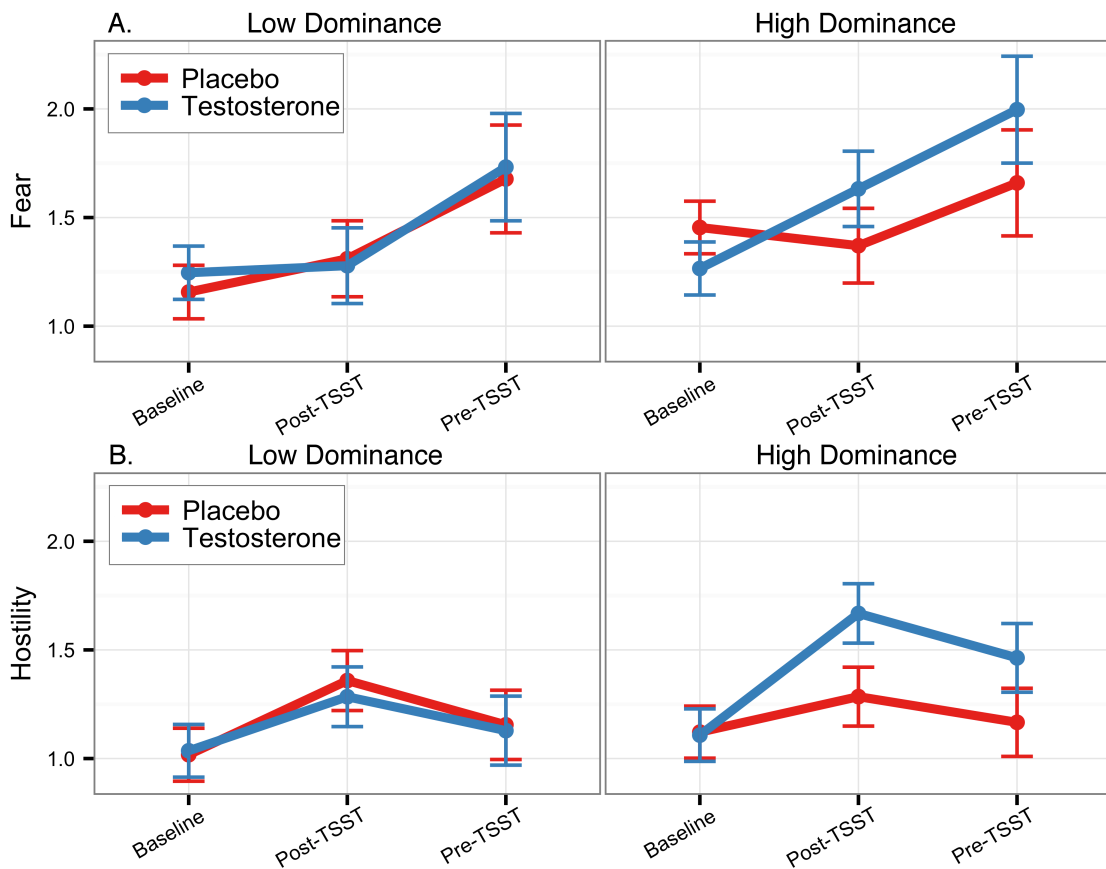 A. Low Dominance High Dominance
Placebo
Testosterone
Fear
2.0
1.5
1.0
Baseline Post-TSST Pre-TSST Baseline Post-TSST Pre-TSST
B. Low Dominance High Dominance
Placebo
Testosterone
Hostility
2.0
1.5
1.0
Baseline Post-TSST Pre-TSST Baseline Post-TSST Pre-TSST